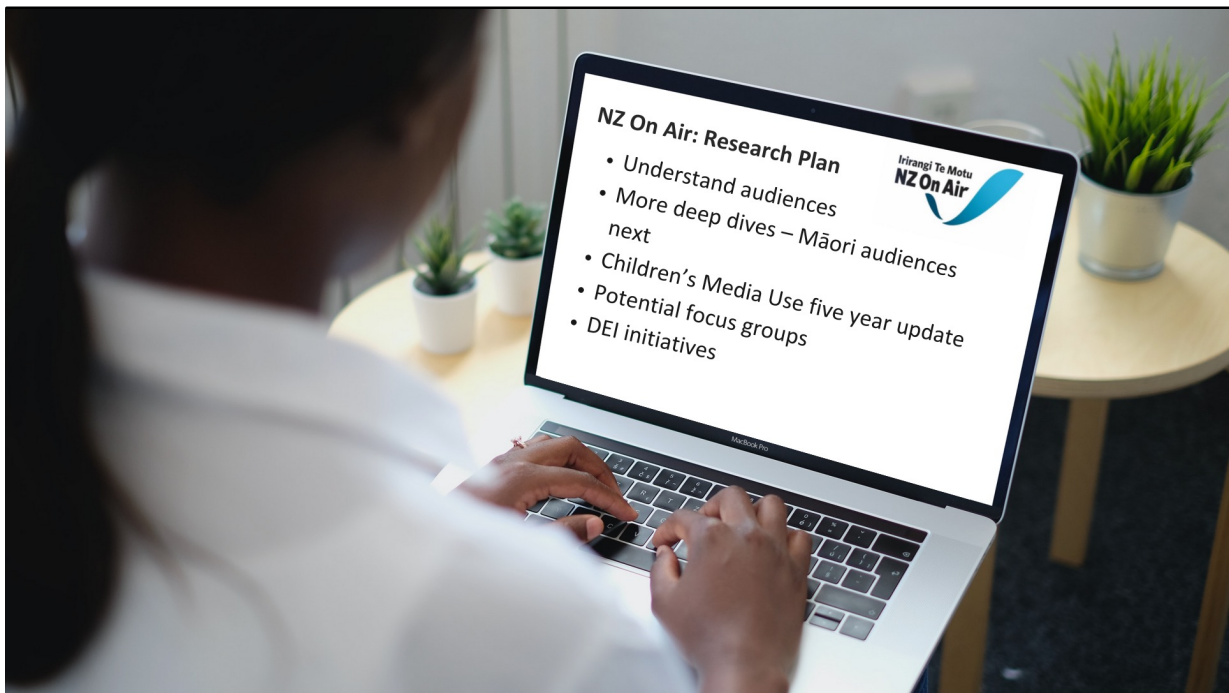 NZ On Air: Research Plan
Irirangi Te Motu
NZ On Air
• Understand audiences
• More deep dives – Māori audiences
next
• Children’s Media Use five year update
• Potential focus groups
• DEI initiatives
MacBook Pro